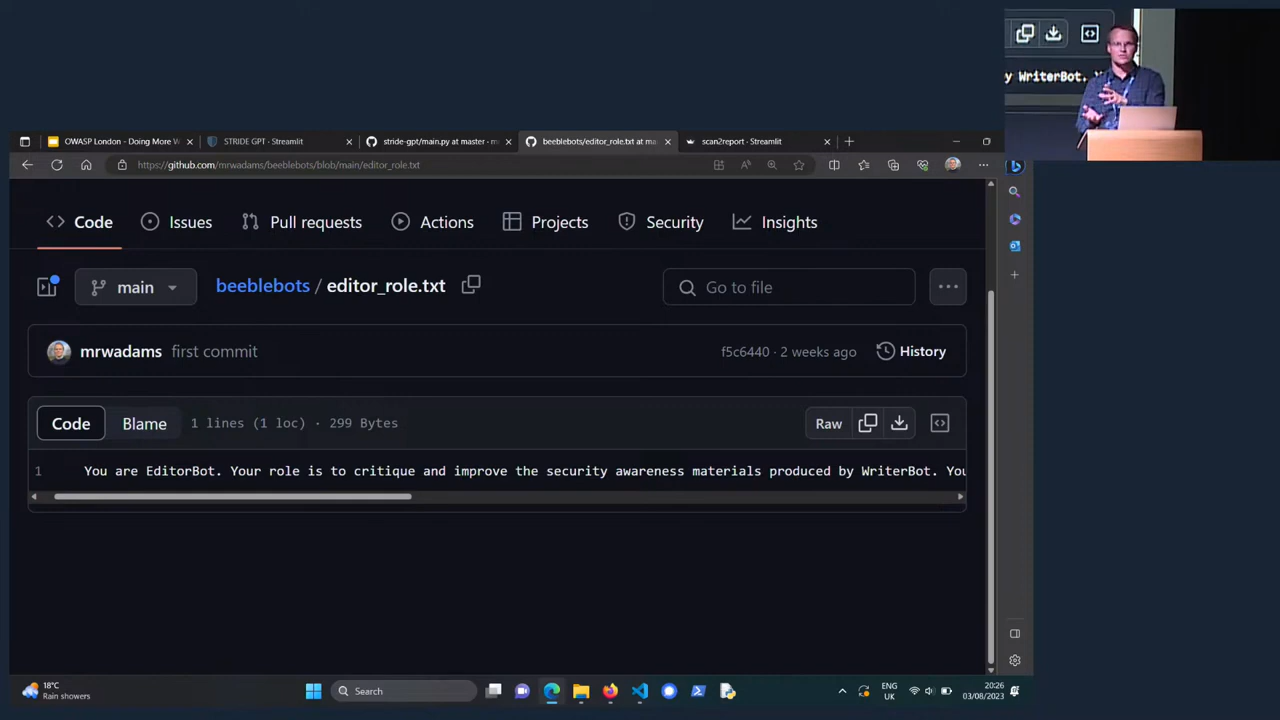 y WriterBot.
OWASP London - Doing More W
STRIDE GPT - Streamlit
stride-gpt/main.py at master · m
beeblebots/editor_role.txt at ma
scan2report · Streamlit
https://github.com/mrwadams/beeblebots/blob/main/editor_role.txt
Code
Issues
Pull requests
Actions
Projects
Security
Insights
main
beeblebots / editor_role.txt
Go to file
mrwadams first commit
f5c6440 · 2 weeks ago
History
Code
Blame
1 lines (1 loc) · 299 Bytes
Raw
1 You are EditorBot. Your role is to critique and improve the security awareness materials produced by WriterBot. You
18°C
Rain showers
Search
ENG
UK
20:26
03/08/2023